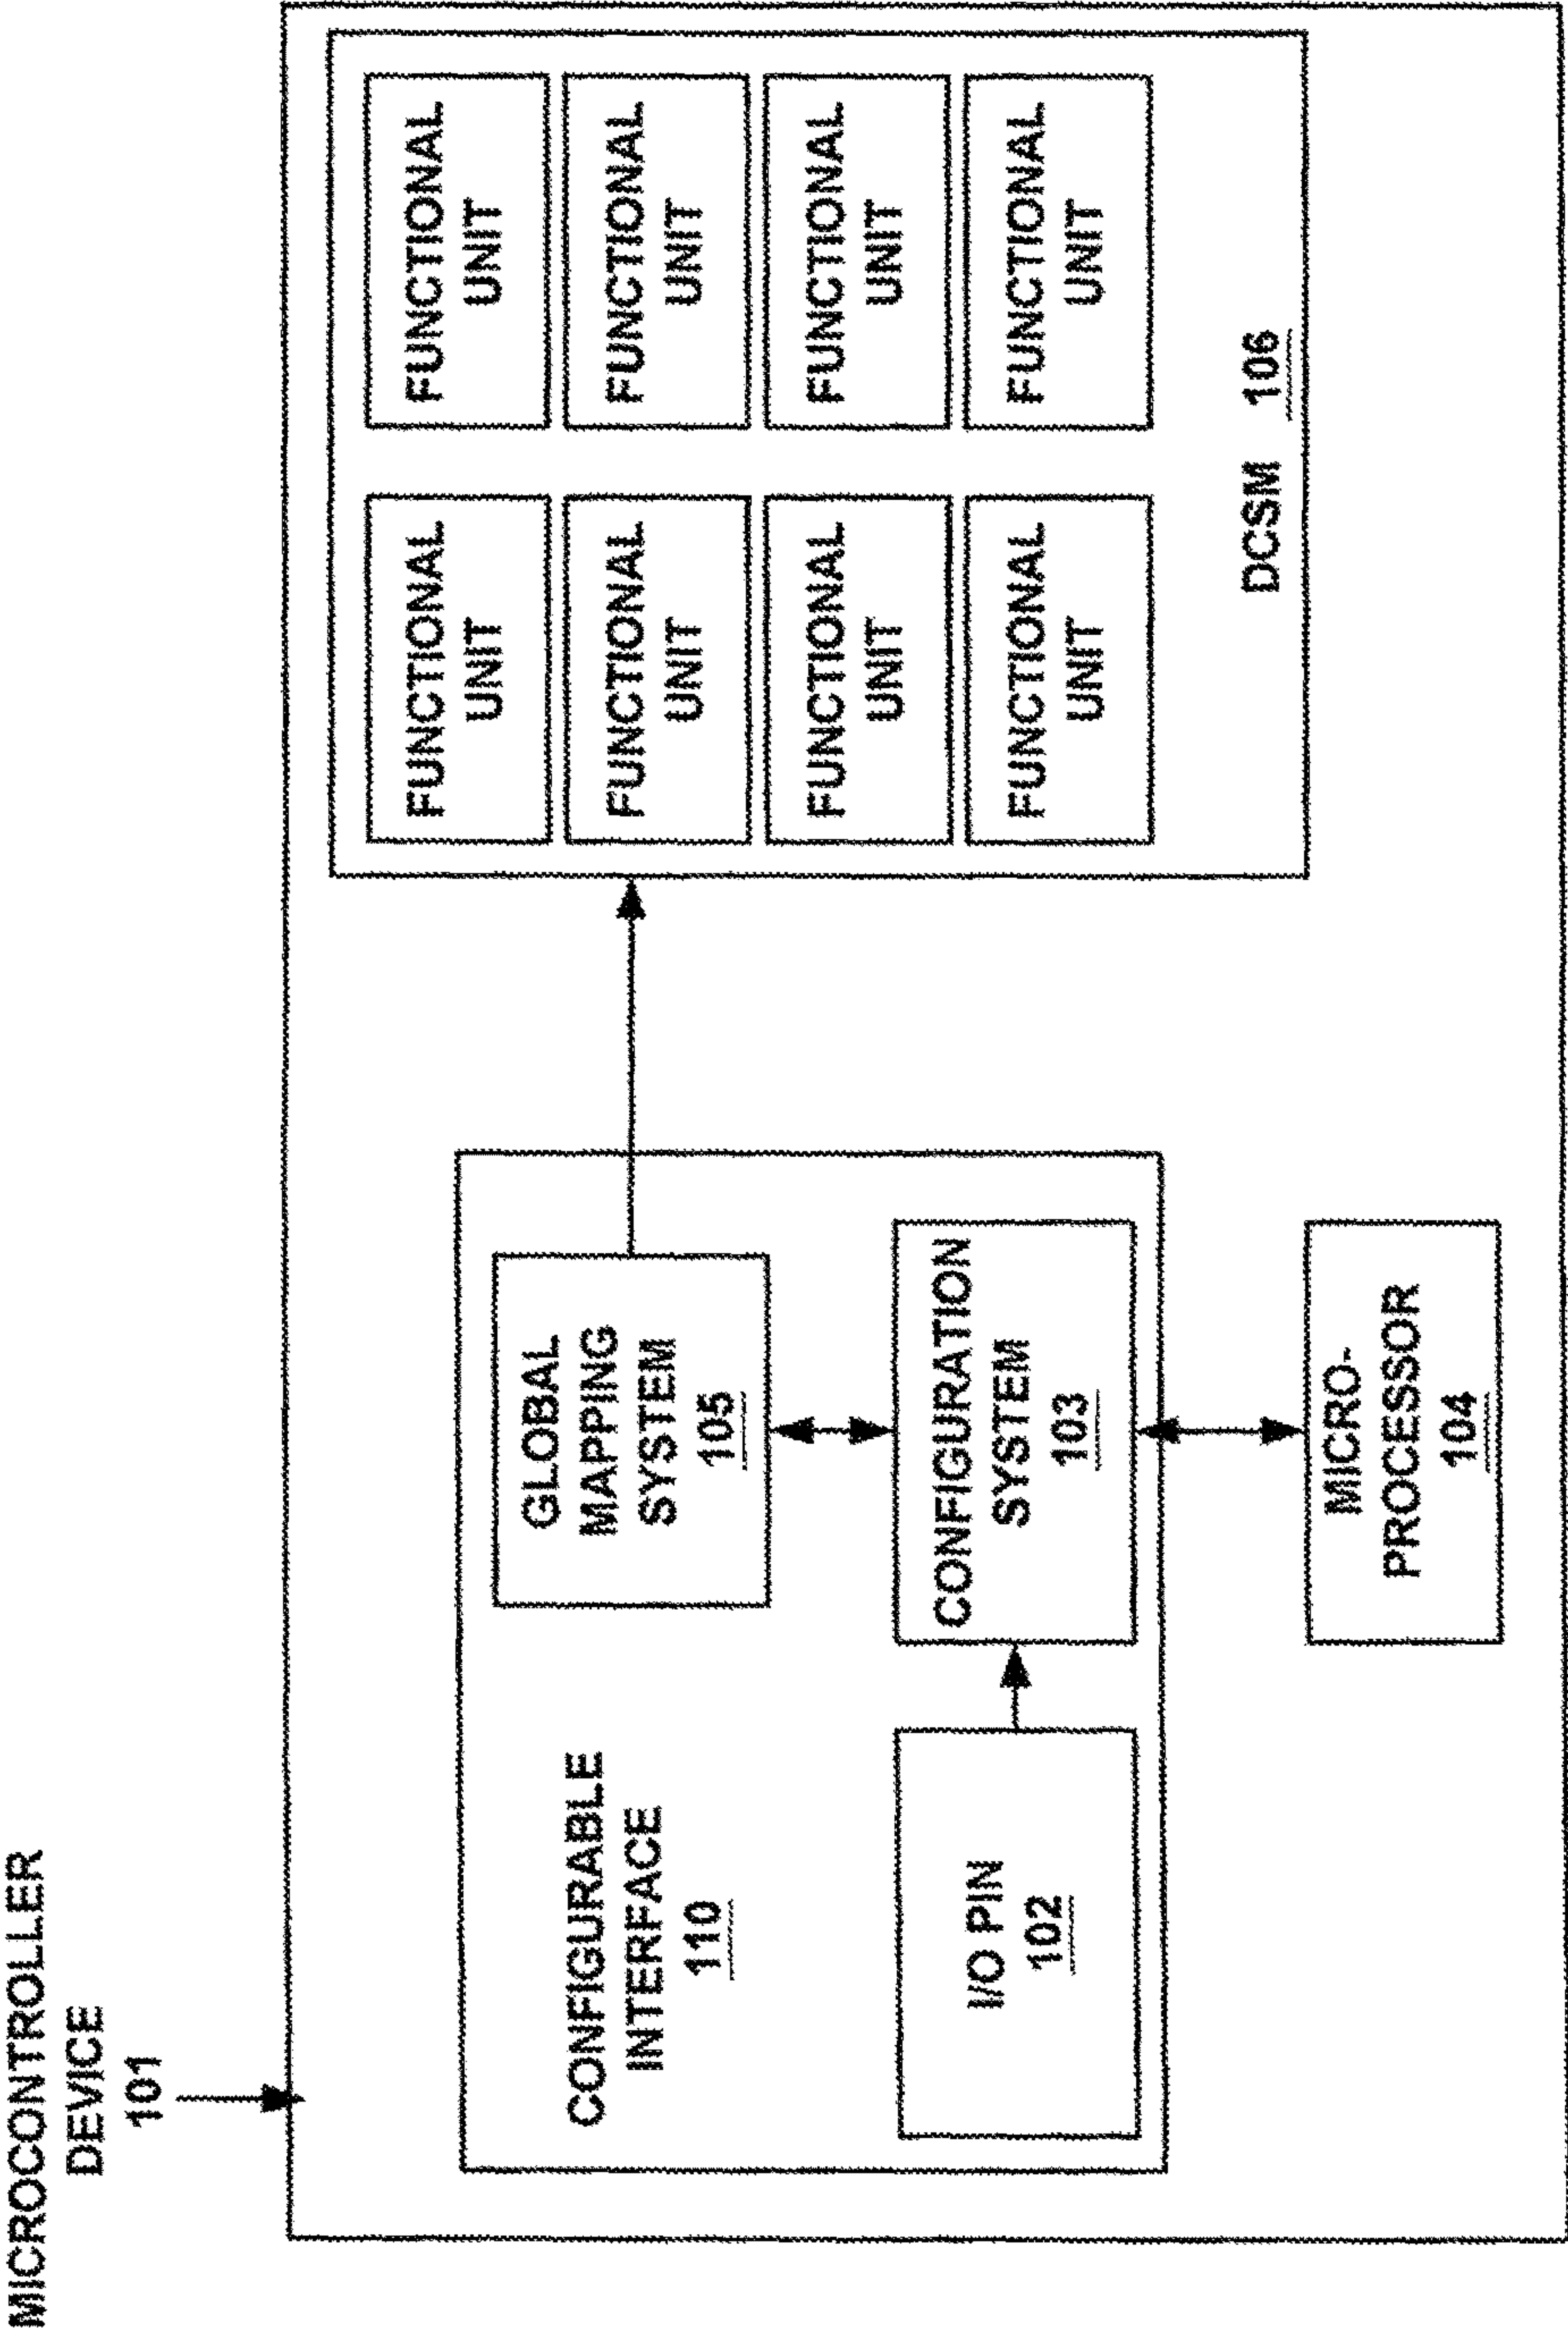 MICROCONTROLLER
DEVICE
101
CONFIGURABLE
INTERFACE
110
GLOBAL
MAPPING
SYSTEM
105
I/O PIN
102
CONFIGURATION
SYSTEM
103
MICRO-
PROCESSOR
104
FUNCTIONAL
UNIT
FUNCTIONAL
UNIT
FUNCTIONAL
UNIT
FUNCTIONAL
UNIT
FUNCTIONAL
UNIT
FUNCTIONAL
UNIT
FUNCTIONAL
UNIT
FUNCTIONAL
UNIT
DCSM 106